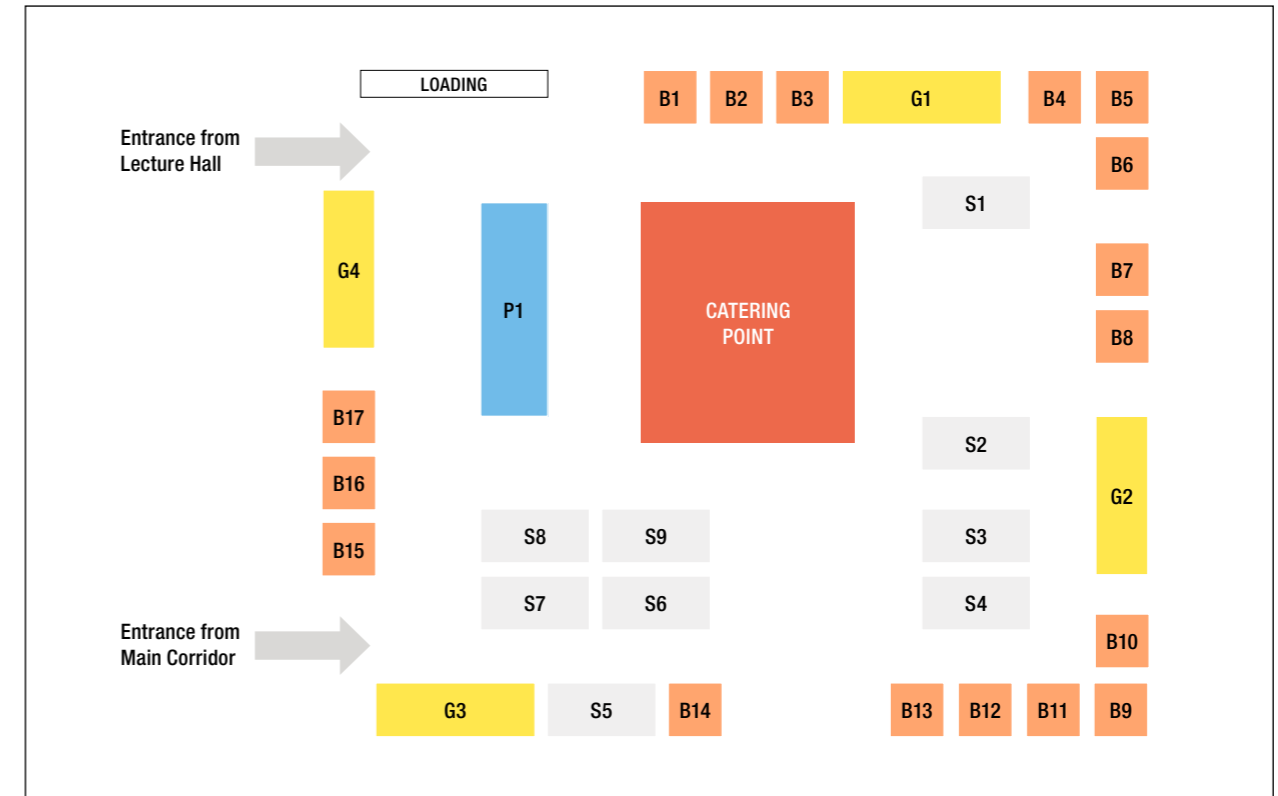 LOADING
B1 B2 B3 G1 B4 B5
Entrance from
Lecture Hall
B6
S1
G4
B7
P1
CATERING
POINT
B8
B17
S2
B16
G2
S8 S9 S3
B15
S7 S6 S4
Entrance from
Main Corridor
B10
G3 S5 B14 B13 B12 B11 B9